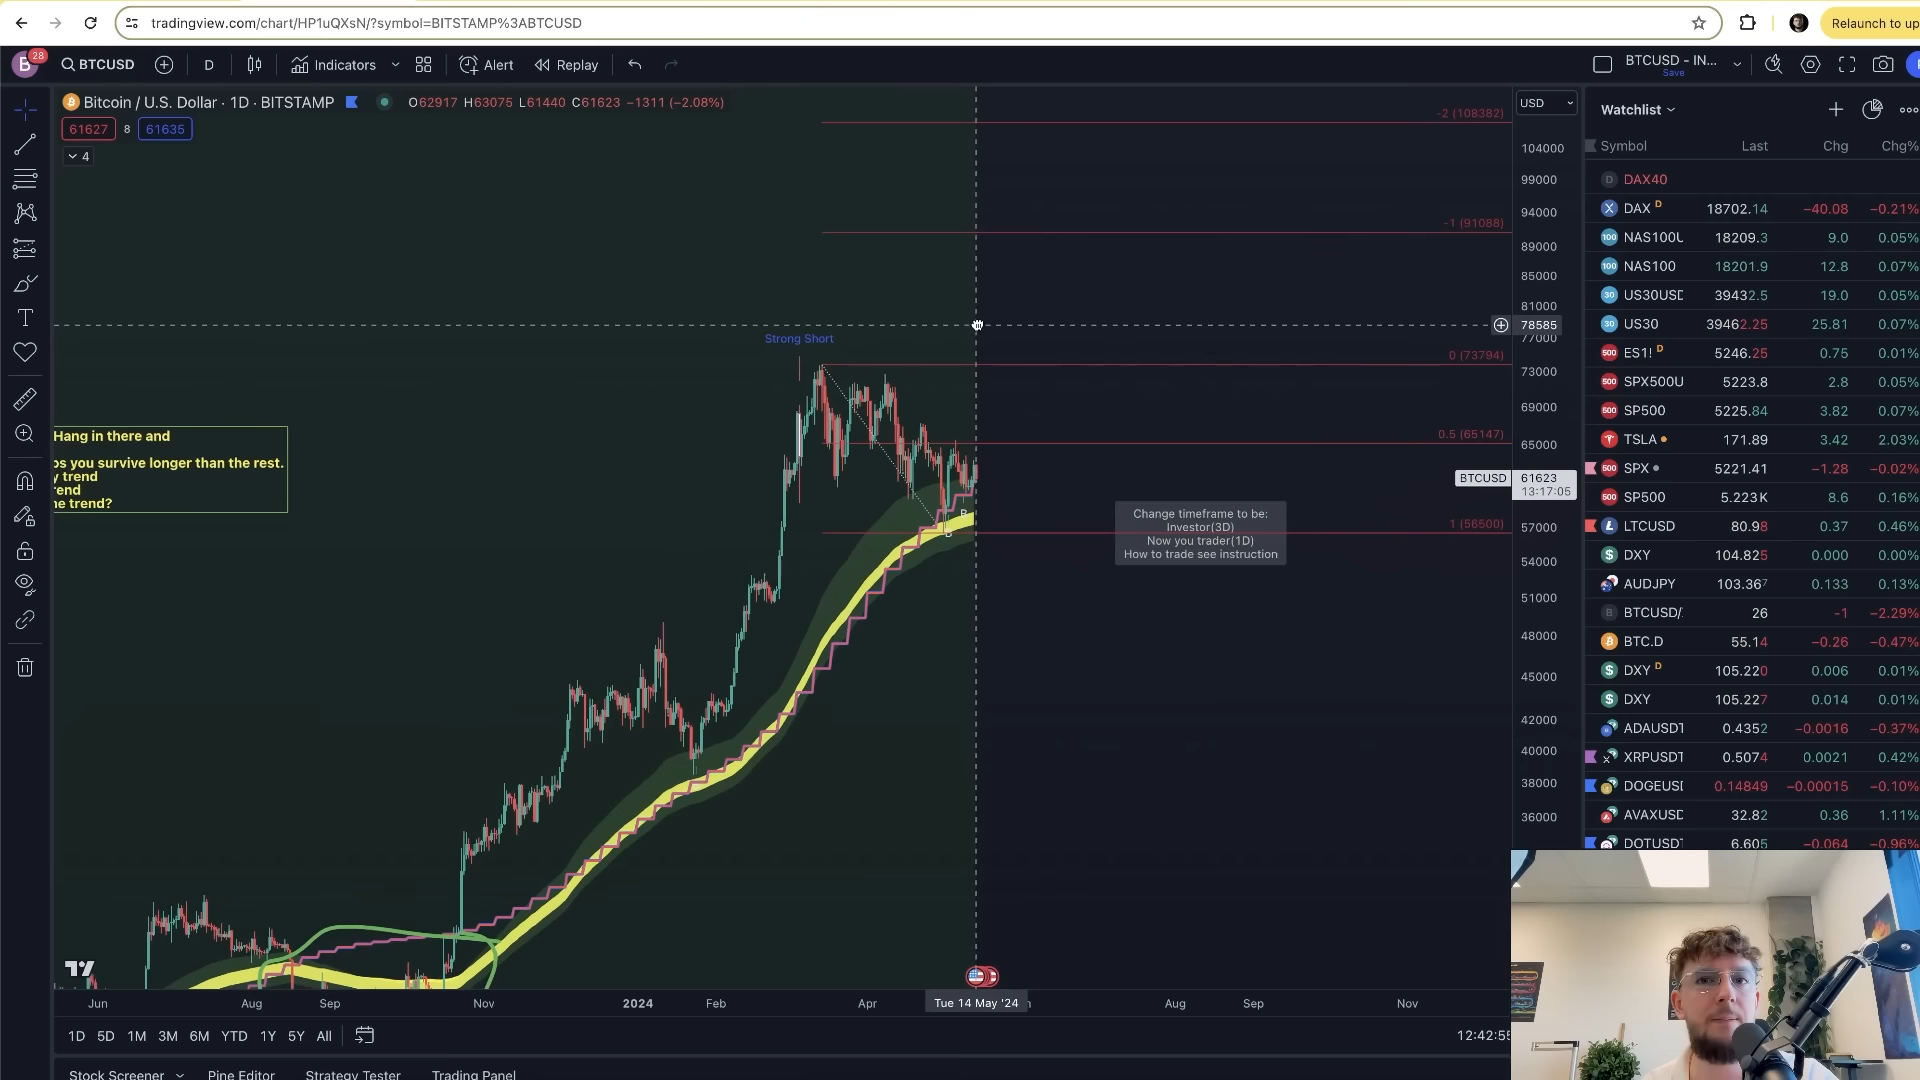 tradingview.com/chart/HP1uQXsN/?symbol=BITSTAMP%3ABTCUSD
Relaunch to up
B 28 BTCUSD D Indicators Alert Replay BTCUSD - IN...
Save
Bitcoin / U.S. Dollar · 1D · BITSTAMP O62917 H63075 L61440 C61623 −1311 (−2.08%)
61627 8 61635
4
USD
-2 (108382)
104000
99000
94000
-1 (91088)
89000
85000
81000
78585
77000
Strong Short
0 (73794)
73000
69000
0.5 (65147)
65000
BTCUSD 61623
13:17:05
1 (56500)
57000
54000
51000
48000
45000
42000
40000
38000
36000
Hang in there and
os you survive longer than the rest.
y trend
rend
ne trend?
B
B
Change timeframe to be:
Investor(3D)
Now you trader(1D)
How to trade see instruction
Jun Aug Sep Nov 2024 Feb Apr Tue 14 May '24 Aug Sep Nov
1D 5D 1M 3M 6M YTD 1Y 5Y All
12:42:55
Stock Screener Pine Editor Strategy Tester Trading Panel
Watchlist
Symbol Last Chg Chg%
D DAX40
DAX D 18702.14 −40.08 −0.21%
100 NAS100U 18209.3 9.0 0.05%
100 NAS100 18201.9 12.8 0.07%
30 US30USD 39432.5 19.0 0.05%
30 US30 39462.25 25.81 0.07%
500 ES1! D 5246.25 0.75 0.01%
500 SPX500U 5223.8 2.8 0.05%
500 SP500 5225.84 3.82 0.07%
TSLA 171.89 3.42 2.03%
500 SPX 5221.41 −1.28 −0.02%
500 SP500 5.223K 8.6 0.16%
LTCUSD 80.98 0.37 0.46%
DXY 104.825 0.000 0.00%
AUDJPY 103.367 0.133 0.13%
B BTCUSD/ 26 −1 −2.29%
BTC.D 55.14 −0.26 −0.47%
DXY D 105.220 0.006 0.01%
DXY 105.227 0.014 0.01%
ADAUSDT 0.4352 −0.0016 −0.37%
XRPUSDT 0.5074 0.0021 0.42%
DOGEUSD 0.14849 −0.00015 −0.10%
AVAXUSD 32.82 0.36 1.11%
DOTUSDT 6.605 −0.064 −0.96%